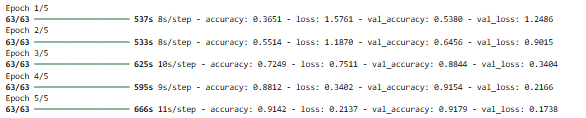 Epoch 1/5
63/63 ━━━━━━━━━━━━━━━━━━━━ 537s 8s/step - accuracy: 0.3651 - loss: 1.5761 - val_accuracy: 0.5380 - val_loss: 1.2486
Epoch 2/5
63/63 ━━━━━━━━━━━━━━━━━━━━ 533s 8s/step - accuracy: 0.5514 - loss: 1.1870 - val_accuracy: 0.6456 - val_loss: 0.9015
Epoch 3/5
63/63 ━━━━━━━━━━━━━━━━━━━━ 625s 10s/step - accuracy: 0.7249 - loss: 0.7511 - val_accuracy: 0.8844 - val_loss: 0.3404
Epoch 4/5
63/63 ━━━━━━━━━━━━━━━━━━━━ 595s 9s/step - accuracy: 0.8812 - loss: 0.3402 - val_accuracy: 0.9154 - val_loss: 0.2166
Epoch 5/5
63/63 ━━━━━━━━━━━━━━━━━━━━ 666s 11s/step - accuracy: 0.9142 - loss: 0.2137 - val_accuracy: 0.9179 - val_loss: 0.1738